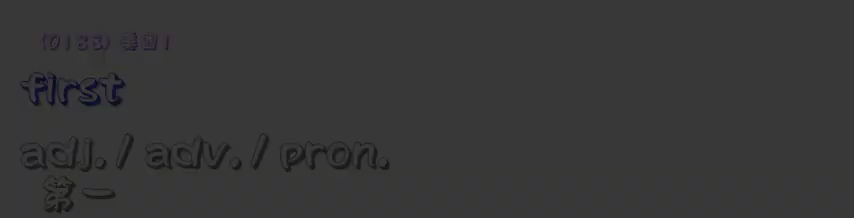 first
adj. / adv. / pron.
第一